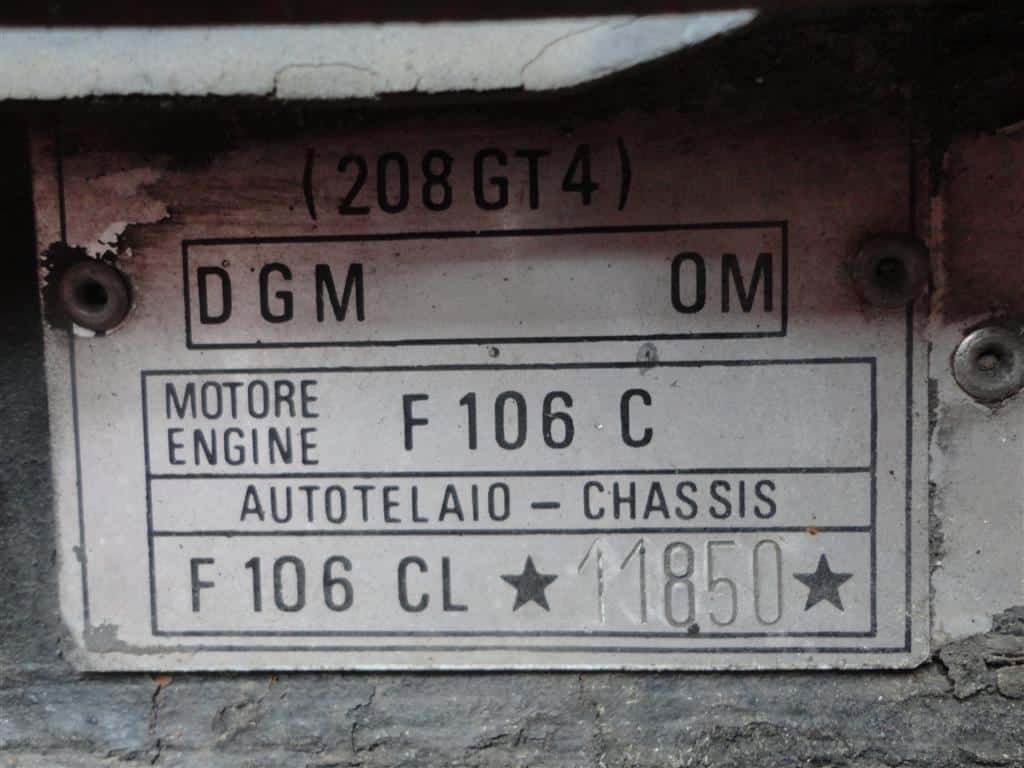 (208 GT4)
DGM OM
MOTORE
ENGINE F 106 C
AUTOTELAIO – CHASSIS
F 106 CL ★ 11850 ★